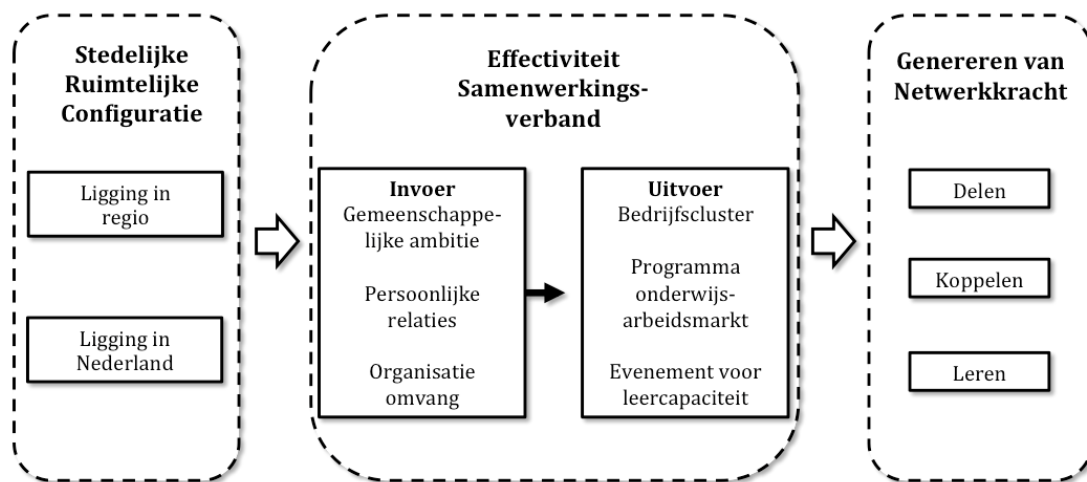 Stedelijke
Ruimtelijke
Configuratie
Ligging in
regio
Ligging in
Nederland
Effectiviteit
Samenwerkings-
verband
Invoer
Gemeenschappe-
lijke ambitie
Persoonlijke
relaties
Organisatie
omvang
Uitvoer
Bedrijfscluster
Programma
onderwijs-
arbeidsmarkt
Evenement voor
leercapaciteit
Genereren van
Netwerkkracht
Delen
Koppelen
Leren